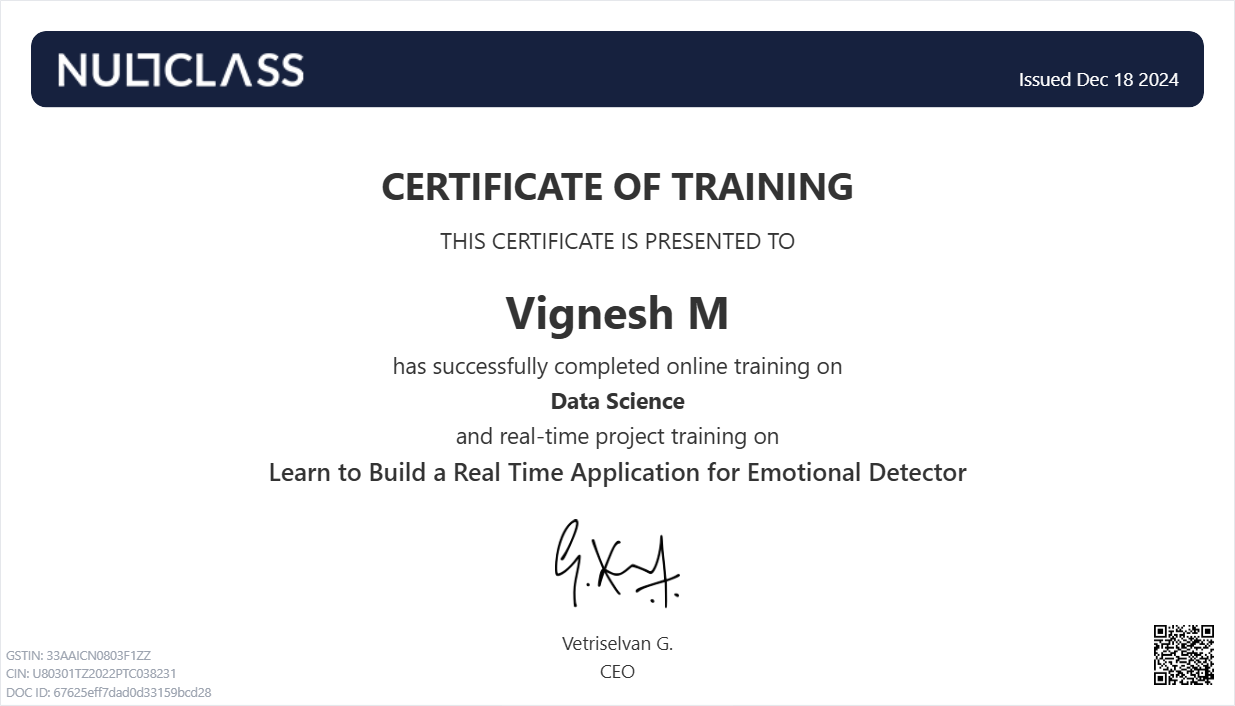 NULLCLASS
Issued Dec 18 2024
CERTIFICATE OF TRAINING
THIS CERTIFICATE IS PRESENTED TO
Vignesh M
has successfully completed online training on
Data Science
and real-time project training on
Learn to Build a Real Time Application for Emotional Detector
Vetriselvan G.
CEO
GSTIN: 33AAICN0803F1ZZ
CIN: U80301TZ2022PTC038231
DOC ID: 67625eff7dad0d33159bcd28